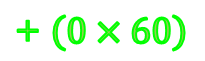 + (0 × 60)